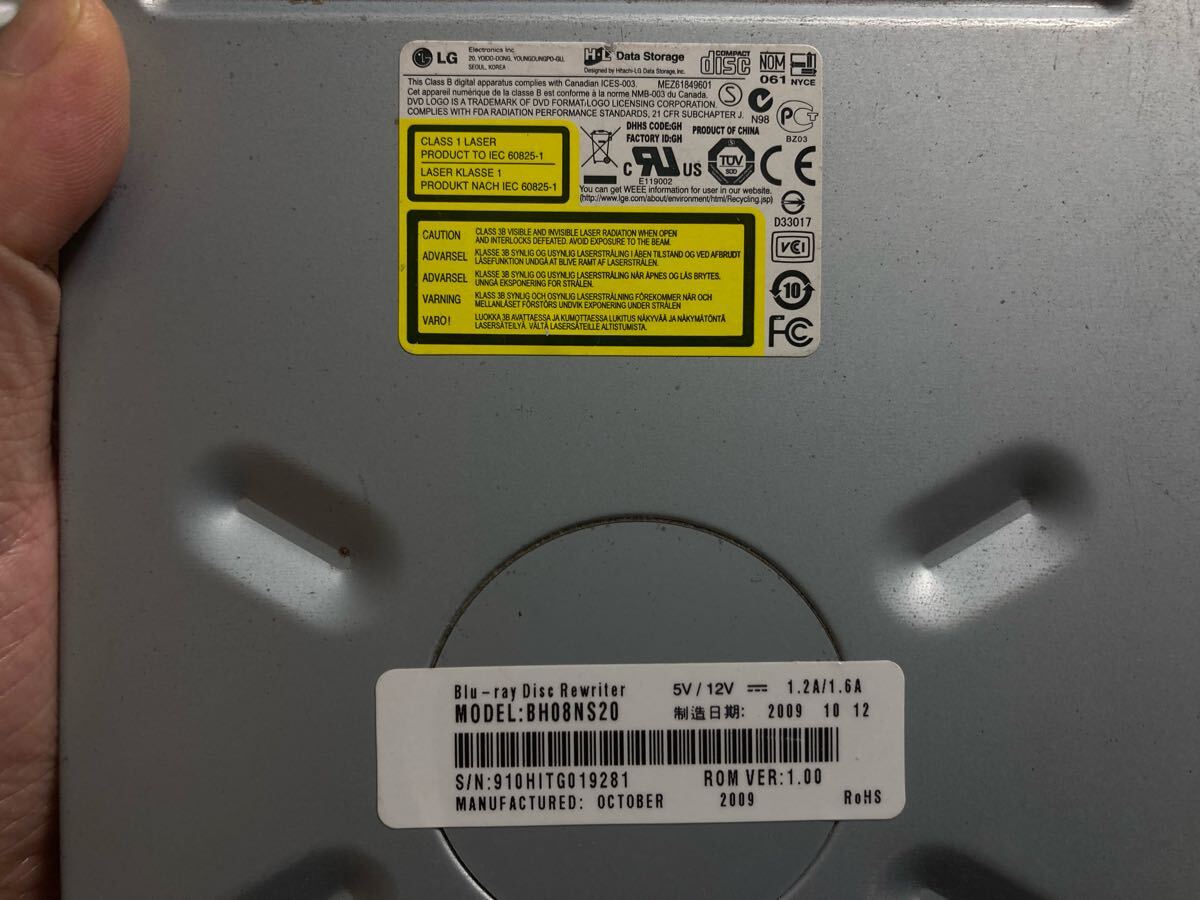 LG
Electronics Inc.
20, YOIDO-DONG, YOUNGDUNGPO-GU,
SEOUL, KOREA
H·L Data Storage
Designed by Hitachi-LG Data Storage, Inc.
COMPACT
disc
NOM
061
NYCE
This Class B digital apparatus complies with Canadian ICES-003.
MEZ61849601
Cet appareil numérique de la classe B est conforme à la norme NMB-003 du Canada.
DVD LOGO IS A TRADEMARK OF DVD FORMAT/LOGO LICENSING CORPORATION.
COMPLIES WITH FDA RADIATION PERFORMANCE STANDARDS, 21 CFR SUBCHAPTER J.
S
N98
PCT
BZ03
CLASS 1 LASER
PRODUCT TO IEC 60825-1
LASER KLASSE 1
PRODUKT NACH IEC 60825-1
DHHS CODE:GH
FACTORY ID:GH
PRODUCT OF CHINA
C RU US
E119002
TÜV
SÜD
CE
You can get WEEE information for user in our website.
(http://www.lge.com/about/environment/html/Recycling.jsp)
D33017
VCI
10
FC
CAUTION CLASS 3B VISIBLE AND INVISIBLE LASER RADIATION WHEN OPEN
AND INTERLOCKS DEFEATED. AVOID EXPOSURE TO THE BEAM.
ADVARSEL KLASSE 3B SYNLIG OG USYNLIG LASERSTRÅLING I ÅBEN TILSTAND OG VED AFBRUDT
LÅSEFUNKTION UNDGÅ AT BLIVE RAMT AF LASERSTRÅLEN.
ADVARSEL KLASSE 3B SYNLIG OG USYNLIG LASERSTRÅLING NÅR ÅPNES OG LÅS BRYTES.
UNNGÅ EKSPONERING FOR STRÅLEN.
VARNING KLASS 3B SYNLIG OCH OSYNLIG LASERSTRÅLNING FÖREKOMMER NÄR OCH
MELLANLÅSET FÖRSTÖRS UNDVIK EXPONERING UNDER STRÅLEN
VARO! LUOKKA 3B AVATTAESSA JA KUMOTTAESSA LUKITUS NÄKYVÄÄ JA NÄKYMÄTÖNTÄ
LASERSÄTEILYÄ. VÄLTÄ LASERSÄTEILLE ALTISTUMISTA.
Blu-ray Disc Rewriter 5V / 12V 1.2A/1.6A
MODEL:BH08NS20 制造日期: 2009 10 12
S/N:910HITG019281 ROM VER:1.00
MANUFACTURED: OCTOBER 2009 RoHS